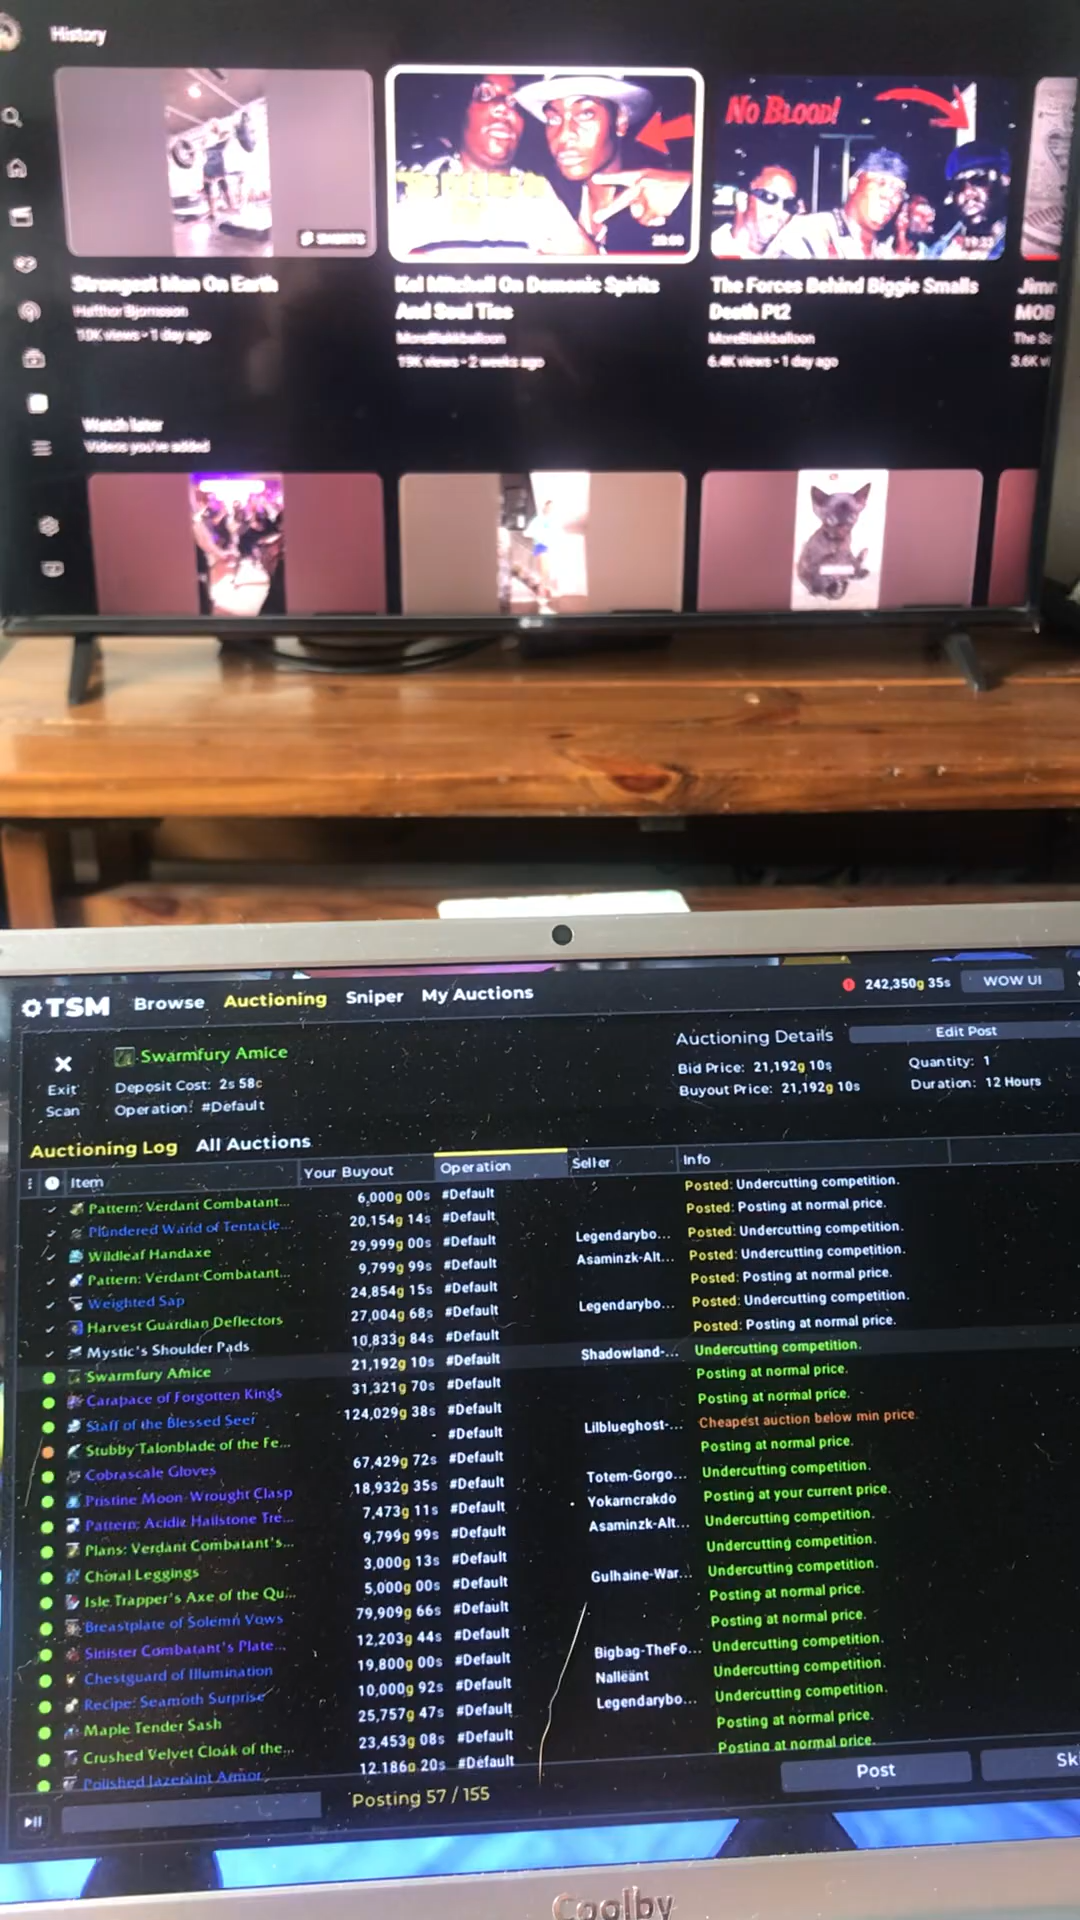 History
SHORTS
20:00
NO BLOOD!
19:33
Strongest Man On Earth
Kel Mitchell On Demonic Spirits
And Soul Ties
The Forces Behind Biggie Smalls
Death Pt2
Hafthor Bjornsson
10K views • 1 day ago
MoreBlakkballoon
19K views • 2 weeks ago
MoreBlakkballoon
6.4K views • 1 day ago
MOB
Watch later
Videos you've added
LG
TSM Browse Auctioning Sniper My Auctions 242,350g 35s WOW UI
Swarmfury Amice
Exit
Scan
Deposit Cost: 2s 58c
Operation: #Default
Auctioning Details Edit Post
Bid Price: 21,192g 10s Quantity: 1
Buyout Price: 21,192g 10s Duration: 12 Hours
Auctioning Log All Auctions
Item Your Buyout Operation Seller Info
Pattern: Verdant Combatant... 6,000g 00s #Default Posted: Undercutting competition.
Plundered Wand of Tentacle... 20,154g 14s #Default Posted: Posting at normal price.
Wildleaf Handaxe 29,999g 00s #Default Legendarybo... Posted: Undercutting competition.
Pattern: Verdant Combatant... 9,799g 99s #Default Asaminzk-Alt... Posted: Undercutting competition.
Weighted Sap 24,854g 15s #Default Posted: Posting at normal price.
Harvest Guardian Deflectors 27,004g 68s #Default Legendarybo... Posted: Undercutting competition.
Mystic's Shoulder Pads 10,833g 84s #Default Posted: Posting at normal price.
Swarmfury Amice 21,192g 10s #Default Shadowland-... Undercutting competition.
Carapace of Forgotten Kings 31,321g 70s #Default Posting at normal price.
Staff of the Blessed Seer 124,029g 38s #Default Posting at normal price.
Stubby Talonblade of the Fe... - #Default Lilblueghost-... Cheapest auction below min price.
Cobrascale Gloves 67,429g 72s #Default Posting at normal price.
Pristine Moon-Wrought Clasp 18,932g 35s #Default Totem-Gorgo... Undercutting competition.
Pattern: Acidic Hailstone Tre... 7,473g 11s #Default Yokarncrakdo Posting at your current price.
Plans: Verdant Combatant's... 9,799g 99s #Default Asaminzk-Alt... Undercutting competition.
Choral Leggings 3,000g 13s #Default Undercutting competition.
Isle Trapper's Axe of the Qu... 5,000g 00s #Default Gulhaine-War... Undercutting competition.
Breastplate of Solemn Vows 79,909g 66s #Default Posting at normal price.
Sinister Combatant's Plate... 12,203g 44s #Default Posting at normal price.
Chestguard of Illumination 19,800g 00s #Default Bigbag-TheFo... Undercutting competition.
Recipe: Seamoth Surprise 10,000g 92s #Default Nalleänt Undercutting competition.
Maple Tender Sash 25,757g 47s #Default Legendarybo... Undercutting competition.
Crushed Velvet Cloak of the... 23,453g 08s #Default Posting at normal price.
Polished Jazeraint Armor 12,186g 20s #Default Posting at normal price.
Posting 57 / 155 Post Sk
Coolby